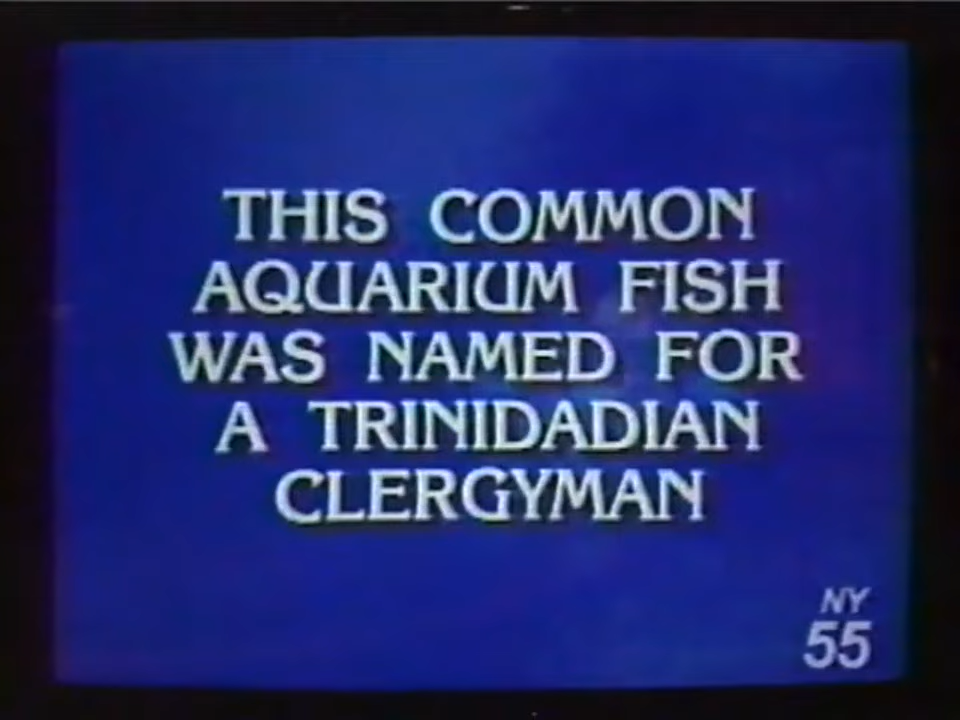 THIS COMMON
AQUARIUM FISH
WAS NAMED FOR
A TRINIDADIAN
CLERGYMAN
NY
55